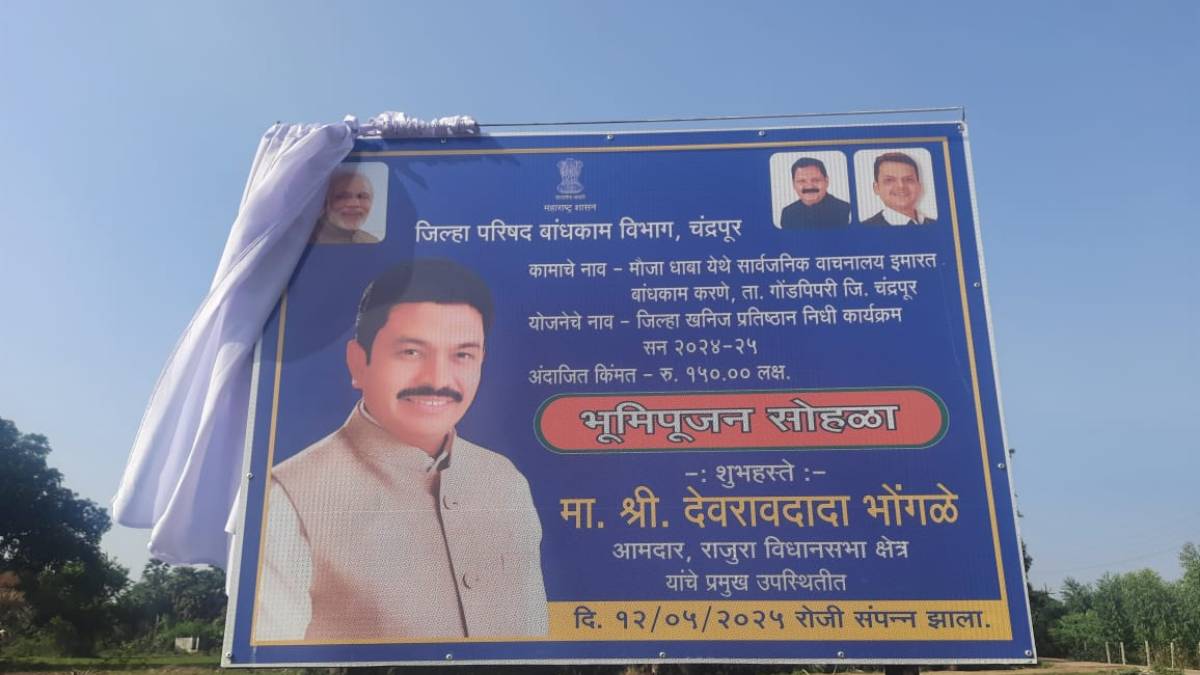 महाराष्ट्र शासन
जिल्हा परिषद बांधकाम विभाग, चंद्रपूर
कामाचे नाव - मौजा धाबा येथे सार्वजनिक वाचनालय इमारत
बांधकाम करणे, ता. गोंडपिपरी जि. चंद्रपूर
योजनेचे नाव - जिल्हा खनिज प्रतिष्ठान निधी कार्यक्रम
सन २०२४-२५
अंदाजित किंमत - रु. १५०.०० लक्ष.
भूमिपूजन सोहळा
-: शुभहस्ते :-
मा. श्री. देवरावदादा भोंगळे
आमदार, राजुरा विधानसभा क्षेत्र
यांचे प्रमुख उपस्थितीत
दि. १२/०५/२०२५ रोजी संपन्न झाला.